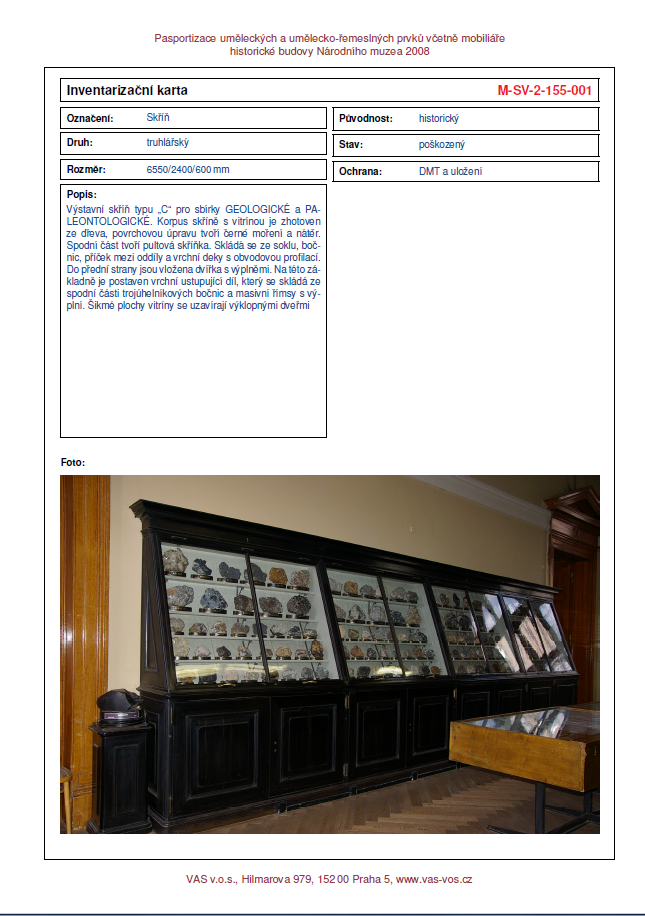 Pasportizace uměleckých a umělecko-řemeslných prvků včetně mobiliáře
historické budovy Národního muzea 2008
Inventarizační karta
M-SV-2-155-001
Označení: Skříň
Druh: truhlářský
Rozměr: 6550/2400/600 mm
Původnost: historický
Stav: poškozený
Ochrana: DMT a uložení
Popis:
Výstavní skříň typu „C“ pro sbírky GEOLOGICKÉ a PA-
LEONTOLOGICKÉ. Korpus skříně s vitrinou je zhotoven
ze dřeva, povrchovou úpravu tvoří černé moření a nátěr.
Spodní část tvoří pultová skříňka. Skládá se ze soklu, boč-
nic, příček mezi oddíly a vrchní deky s obvodovou profilací.
Do přední strany jsou vložena dvířka s výplněmi. Na této zá-
kladně je postaven vrchní ustupující díl, který se skládá ze
spodní části trojúhelníkových bočnic a masivní římsy s vý-
plní. Šikmé plochy vitríny se uzavírají výklopnými dveřmi
Foto:
VAS v.o.s., Hilmarova 979, 152 00 Praha 5, www.vas-vos.cz